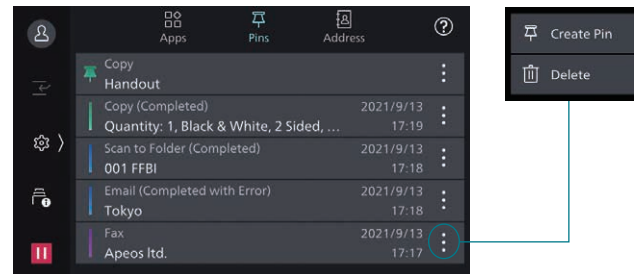 Apps
Pins
Address
?
Copy
Handout
Copy (Completed) 2021/9/13
Quantity: 1, Black & White, 2 Sided, ... 17:19
Scan to Folder (Completed) 2021/9/13
001 FFBI 17:18
Email (Completed with Error) 2021/9/13
Tokyo 17:18
Fax 2021/9/13
Apeos ltd. 17:17
Create Pin
Delete